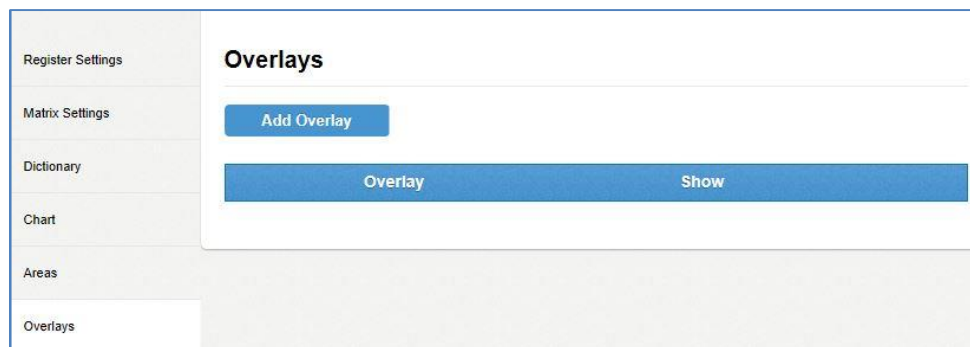 Register Settings
Matrix Settings
Dictionary
Chart
Areas
Overlays
Overlays
Add Overlay
Overlay Show